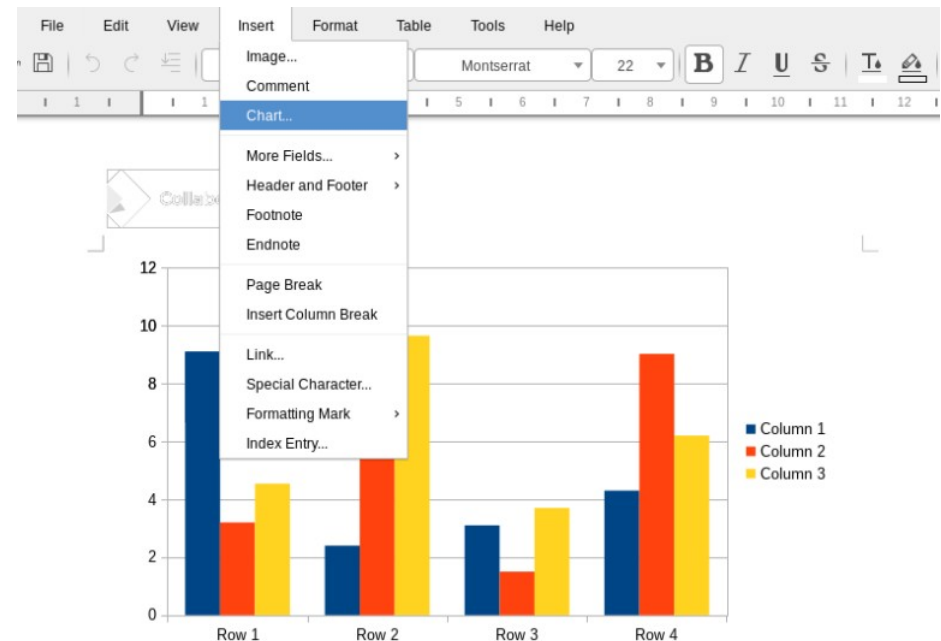 File Edit View Insert Format Table Tools Help
Montserrat 22 B I U S T
1 1 5 6 7 8 9 10 11 12
Image...
Comment
Chart...
More Fields...
Header and Footer
Footnote
Endnote
Page Break
Insert Column Break
Link...
Special Character...
Formatting Mark
Index Entry...
12
10
8
6
4
2
0
Row 1 Row 2 Row 3 Row 4
Column 1
Column 2
Column 3